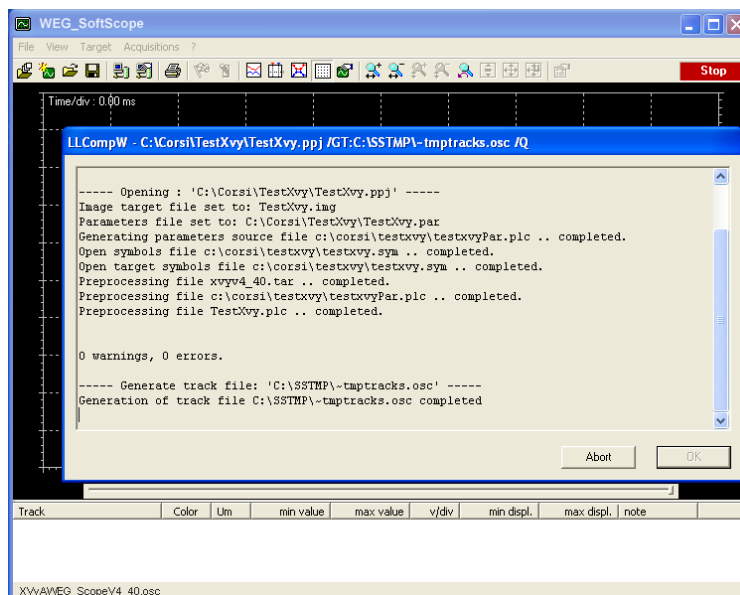 WEG_SoftScope
File View Target Acquisitions ?
Stop
Time/div : 0.00 ms
LLCompW - C:\Corsi\TestXvy\TestXvy.ppj /GT:C:\SSTMP\~tmptracks.osc /Q
----- Opening : 'C:\Corsi\TestXvy\TestXvy.ppj' -----
Image target file set to: TestXvy.img
Parameters file set to: C:\Corsi\TestXvy\TestXvy.par
Generating parameters source file c:\corsi\testxvy\testxvyPar.plc .. completed.
Open symbols file c:\corsi\testxvy\testxvy.sym .. completed.
Open target symbols file c:\corsi\testxvy\testxvy.sym .. completed.
Preprocessing file xvyv4_40.tar .. completed.
Preprocessing file c:\corsi\testxvy\testxvyPar.plc .. completed.
Preprocessing file TestXvy.plc .. completed.
0 warnings, 0 errors.
----- Generate track file: 'C:\SSTMP\~tmptracks.osc' -----
Generation of track file C:\SSTMP\~tmptracks.osc completed
Abort OK
Track Color Um min value max value v/div min displ. max displ. note
XVyAWEG_ScopeV4_40.osc